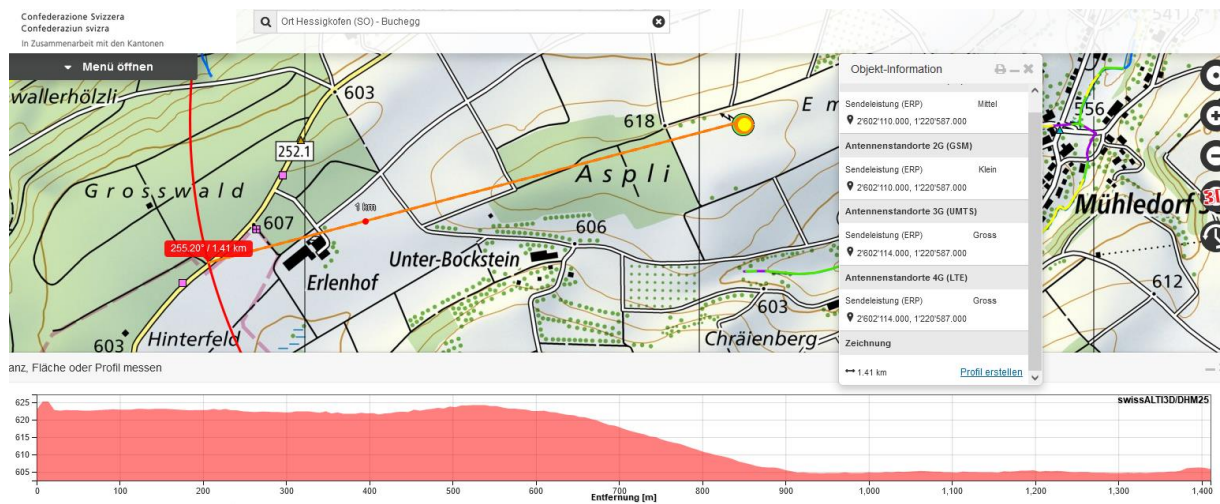 Confederazione Svizzera
Confederaziun svizra
In Zusammenarbeit mit den Kantonen
Ort Hessigkofen (SO) - Buchegg
Menü öffnen
wallerhölzli
603
252.1
Grosswald
607
255.20° / 1.41 km
1 km
Erlenhof
Hinterfeld
603
618
Aspli
Unter-Bockstein
606
603
Chräienberg
E m
541
556
Mühledorf S
612
3D
Objekt-Information
Sendeleistung (ERP) Mittel
2'602'110.000, 1'220'587.000
Antennenstandorte 2G (GSM)
Sendeleistung (ERP) Klein
2'602'110.000, 1'220'587.000
Antennenstandorte 3G (UMTS)
Sendeleistung (ERP) Gross
2'602'114.000, 1'220'587.000
Antennenstandorte 4G (LTE)
Sendeleistung (ERP) Gross
2'602'114.000, 1'220'587.000
Zeichnung
1.41 km Profil erstellen
anz, Fläche oder Profil messen
swissALTI3D/DHM25
625
620
615
610
605
0 100 200 300 400 500 600 700 800 900 1,000 1,100 1,200 1,300 1,400
Entfernung [m]